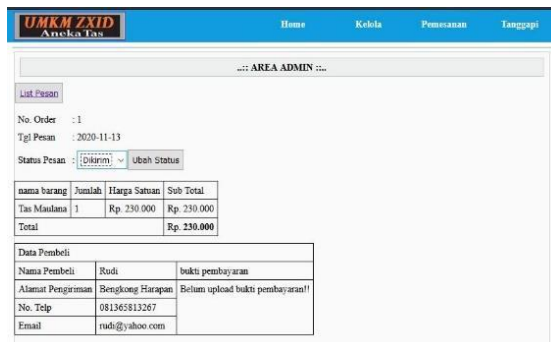 UMKM ZXID
Aneka Tas
Home Kelola Pemesanan Tanggapi
..:: AREA ADMIN ::..
List Pesan
No. Order : 1
Tgl Pesan : 2020-11-13
Status Pesan : Dikirim Ubah Status
nama barang Jumlah Harga Satuan Sub Total
Tas Maulana 1 Rp. 230.000 Rp. 230.000
Total Rp. 230.000
Data Pembeli
Nama Pembeli Rudi bukti pembayaran
Alamat Pengiriman Bengkong Harapan Belum upload bukti pembayaran!!
No. Telp 081365813267
Email rudi@yahoo.com